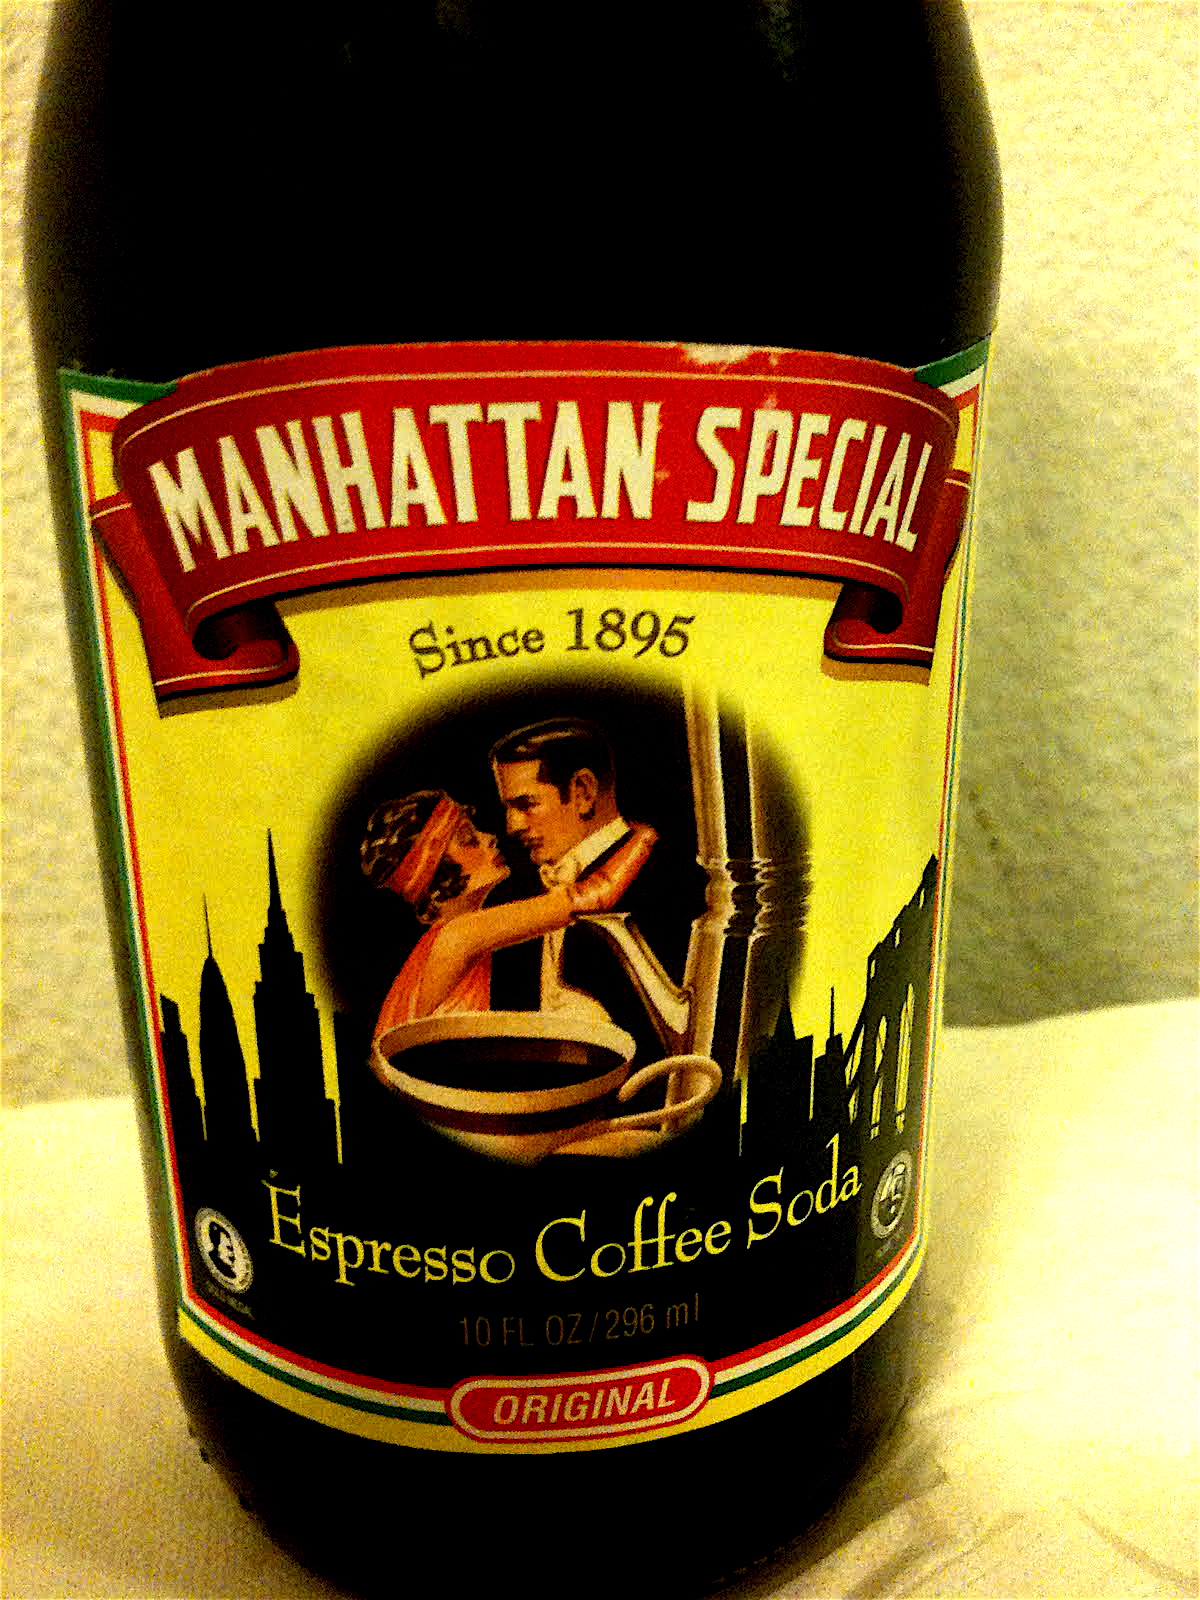 MANHATTAN SPECIAL
Since 1895
Espresso Coffee Soda
10 FL OZ/296 ml
ORIGINAL